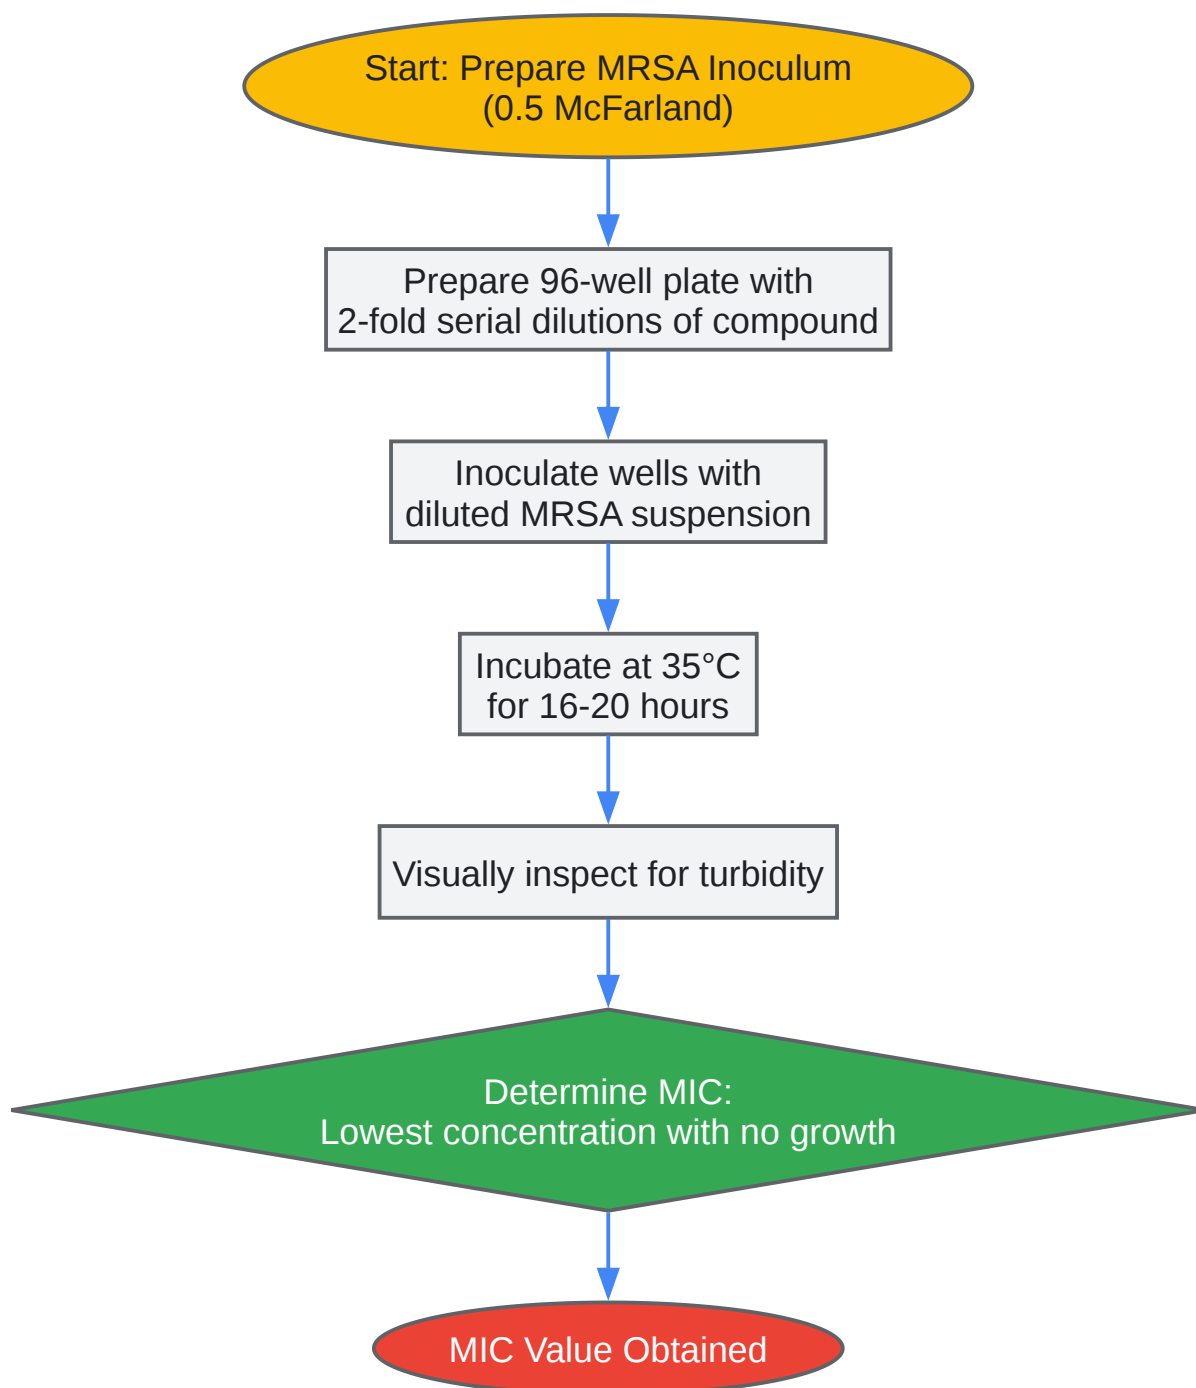 Start: Prepare MRSA Inoculum
(0.5 McFarland)
Prepare 96-well plate with
2-fold serial dilutions of compound
Inoculate wells with
diluted MRSA suspension
Incubate at 35°C
for 16-20 hours
Visually inspect for turbidity
Determine MIC:
Lowest concentration with no growth
MIC Value Obtained